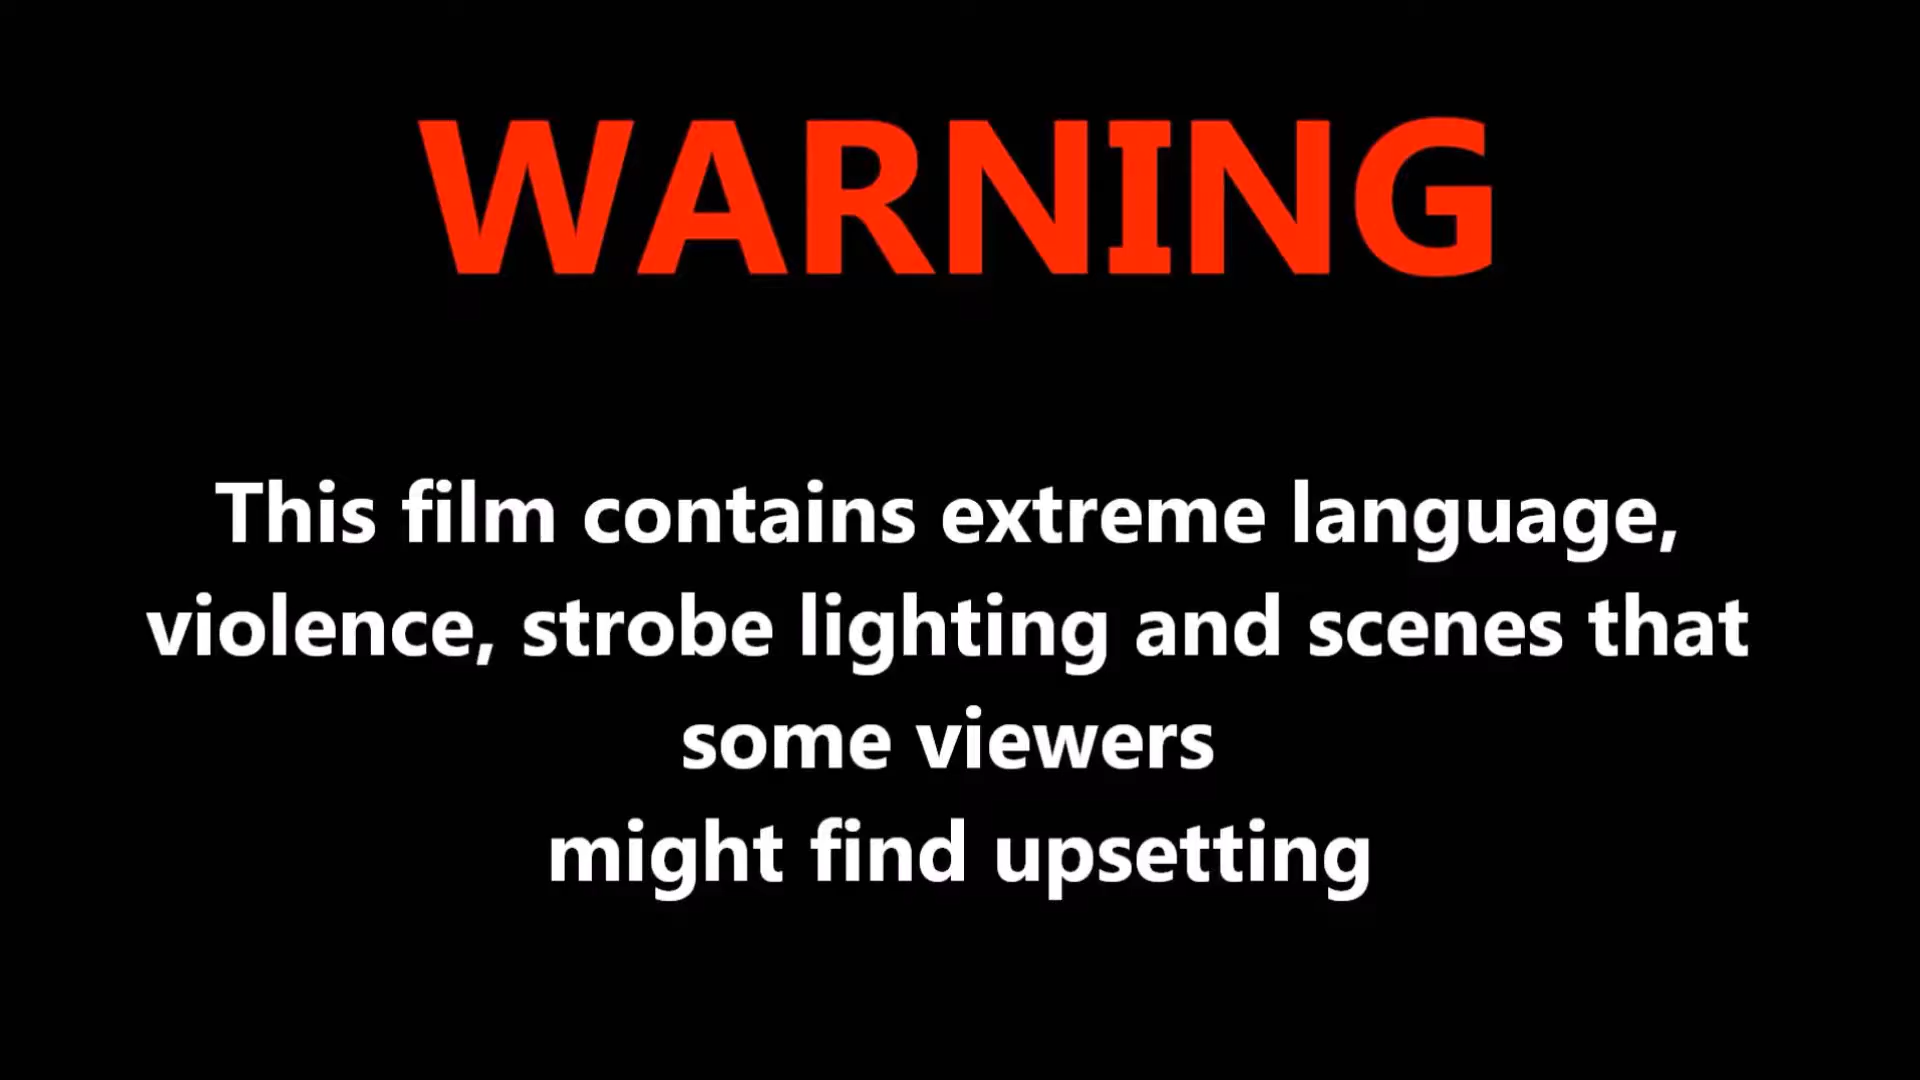 WARNING
This film contains extreme language,
violence, strobe lighting and scenes that
some viewers
might find upsetting